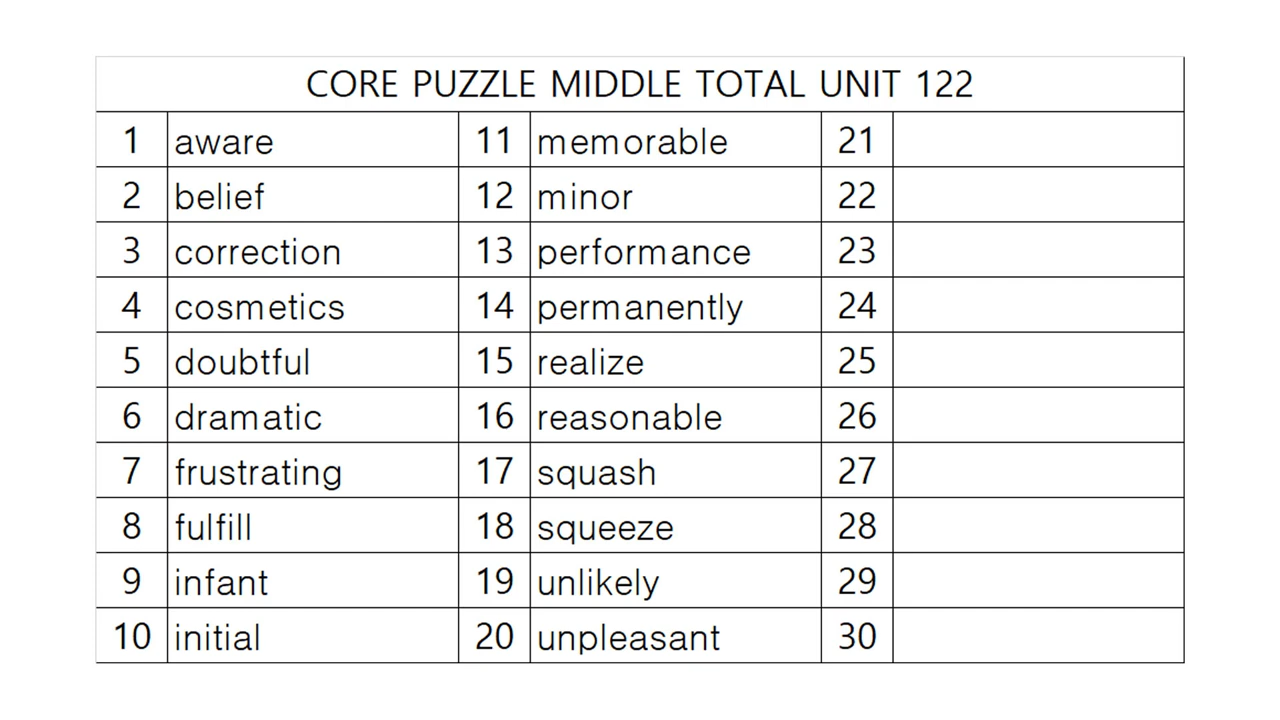 CORE PUZZLE MIDDLE TOTAL UNIT 122
1 aware 11 memorable 21
2 belief 12 minor 22
3 correction 13 performance 23
4 cosmetics 14 permanently 24
5 doubtful 15 realize 25
6 dramatic 16 reasonable 26
7 frustrating 17 squash 27
8 fulfill 18 squeeze 28
9 infant 19 unlikely 29
10 initial 20 unpleasant 30